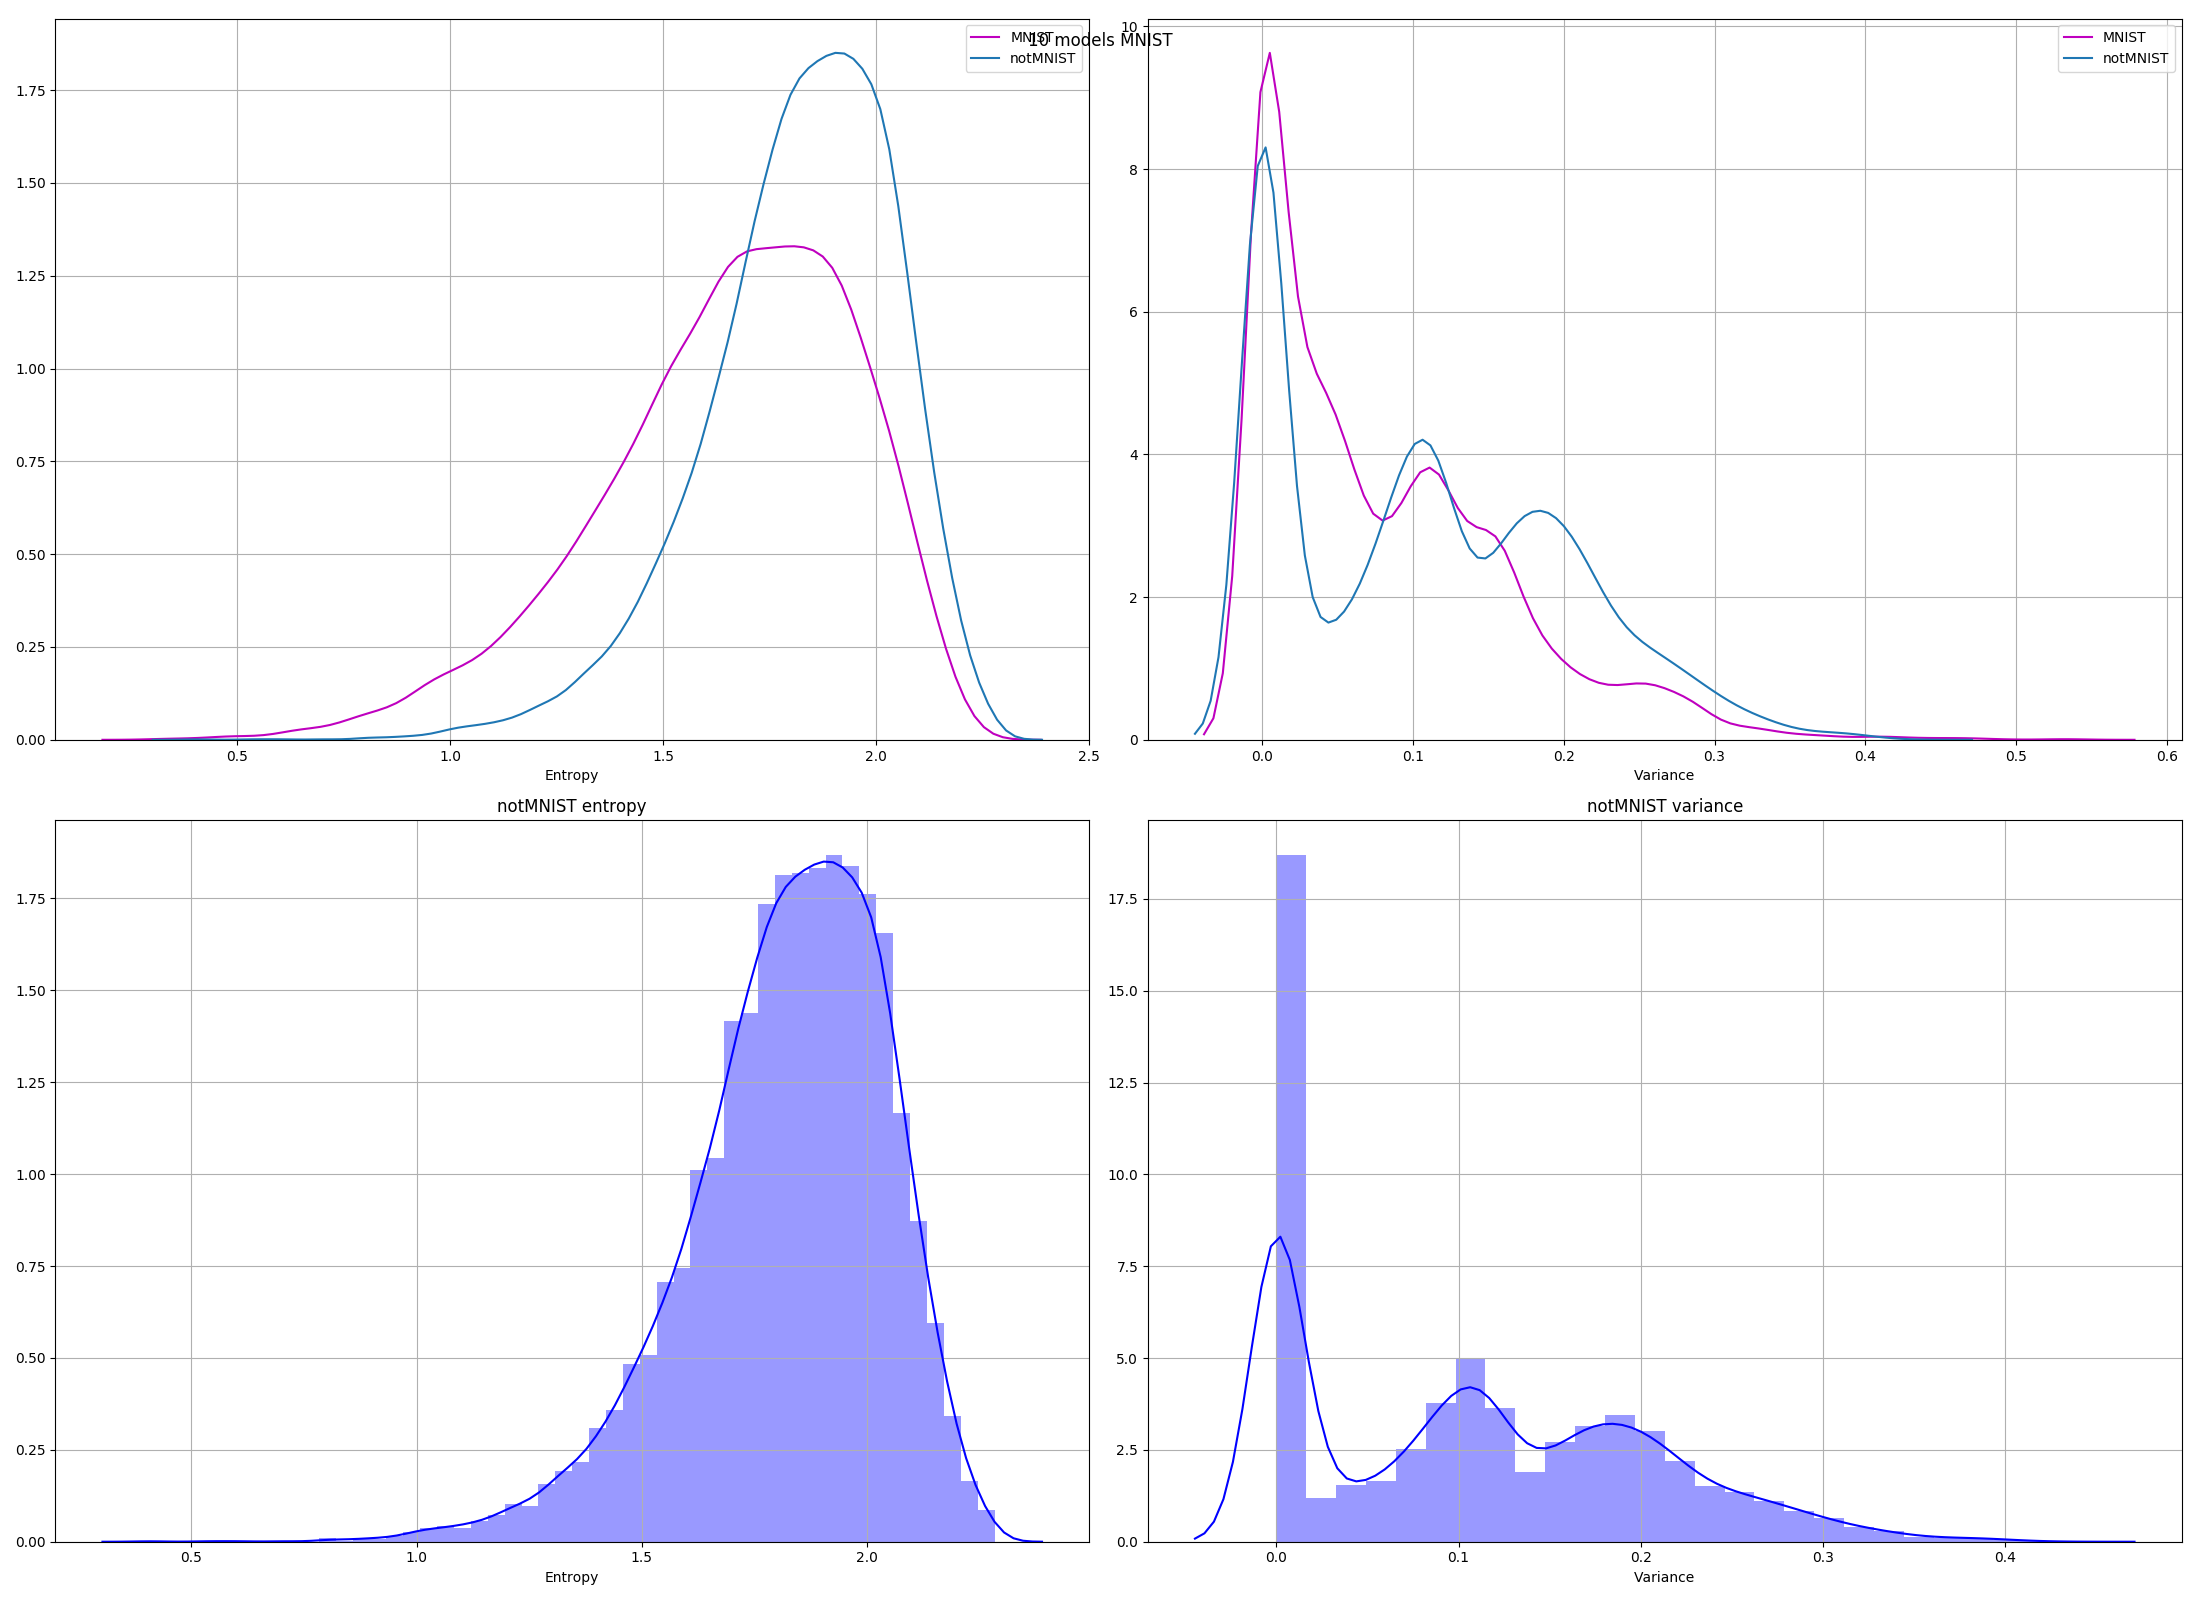 10 models MNIST
MNIST
notMNIST
1.75
1.50
1.25
1.00
0.75
0.50
0.25
0.00
0.5 1.0 1.5 2.0 2.5
Entropy
MNIST
notMNIST
10
8
6
4
2
0
0.0 0.1 0.2 0.3 0.4 0.5 0.6
Variance
notMNIST entropy
1.75
1.50
1.25
1.00
0.75
0.50
0.25
0.00
0.5 1.0 1.5 2.0
Entropy
notMNIST variance
17.5
15.0
12.5
10.0
7.5
5.0
2.5
0.0
0.0 0.1 0.2 0.3 0.4
Variance